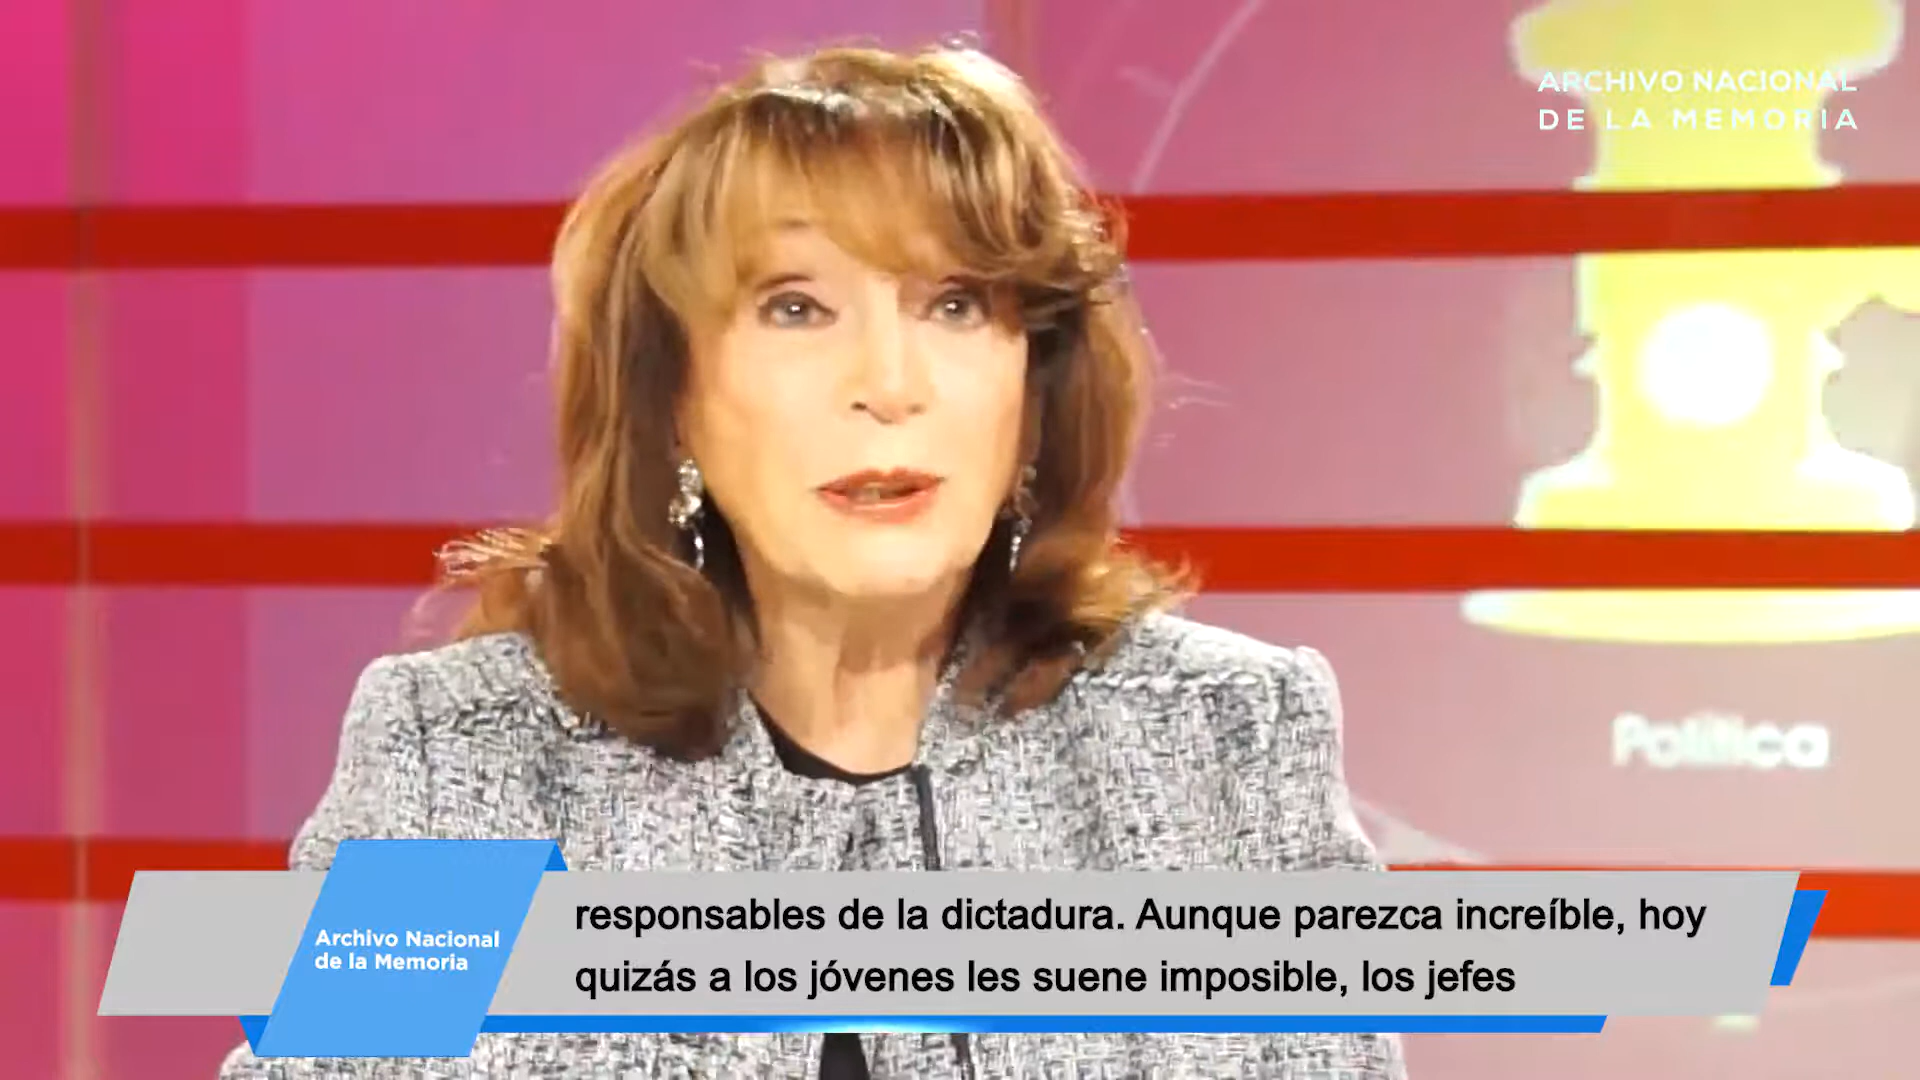 ARCHIVO NACIONAL
DE LA MEMORIA
Política
responsables de la dictadura. Aunque parezca increíble, hoy
quizás a los jóvenes les suene imposible, los jefes
Archivo Nacional
de la Memoria